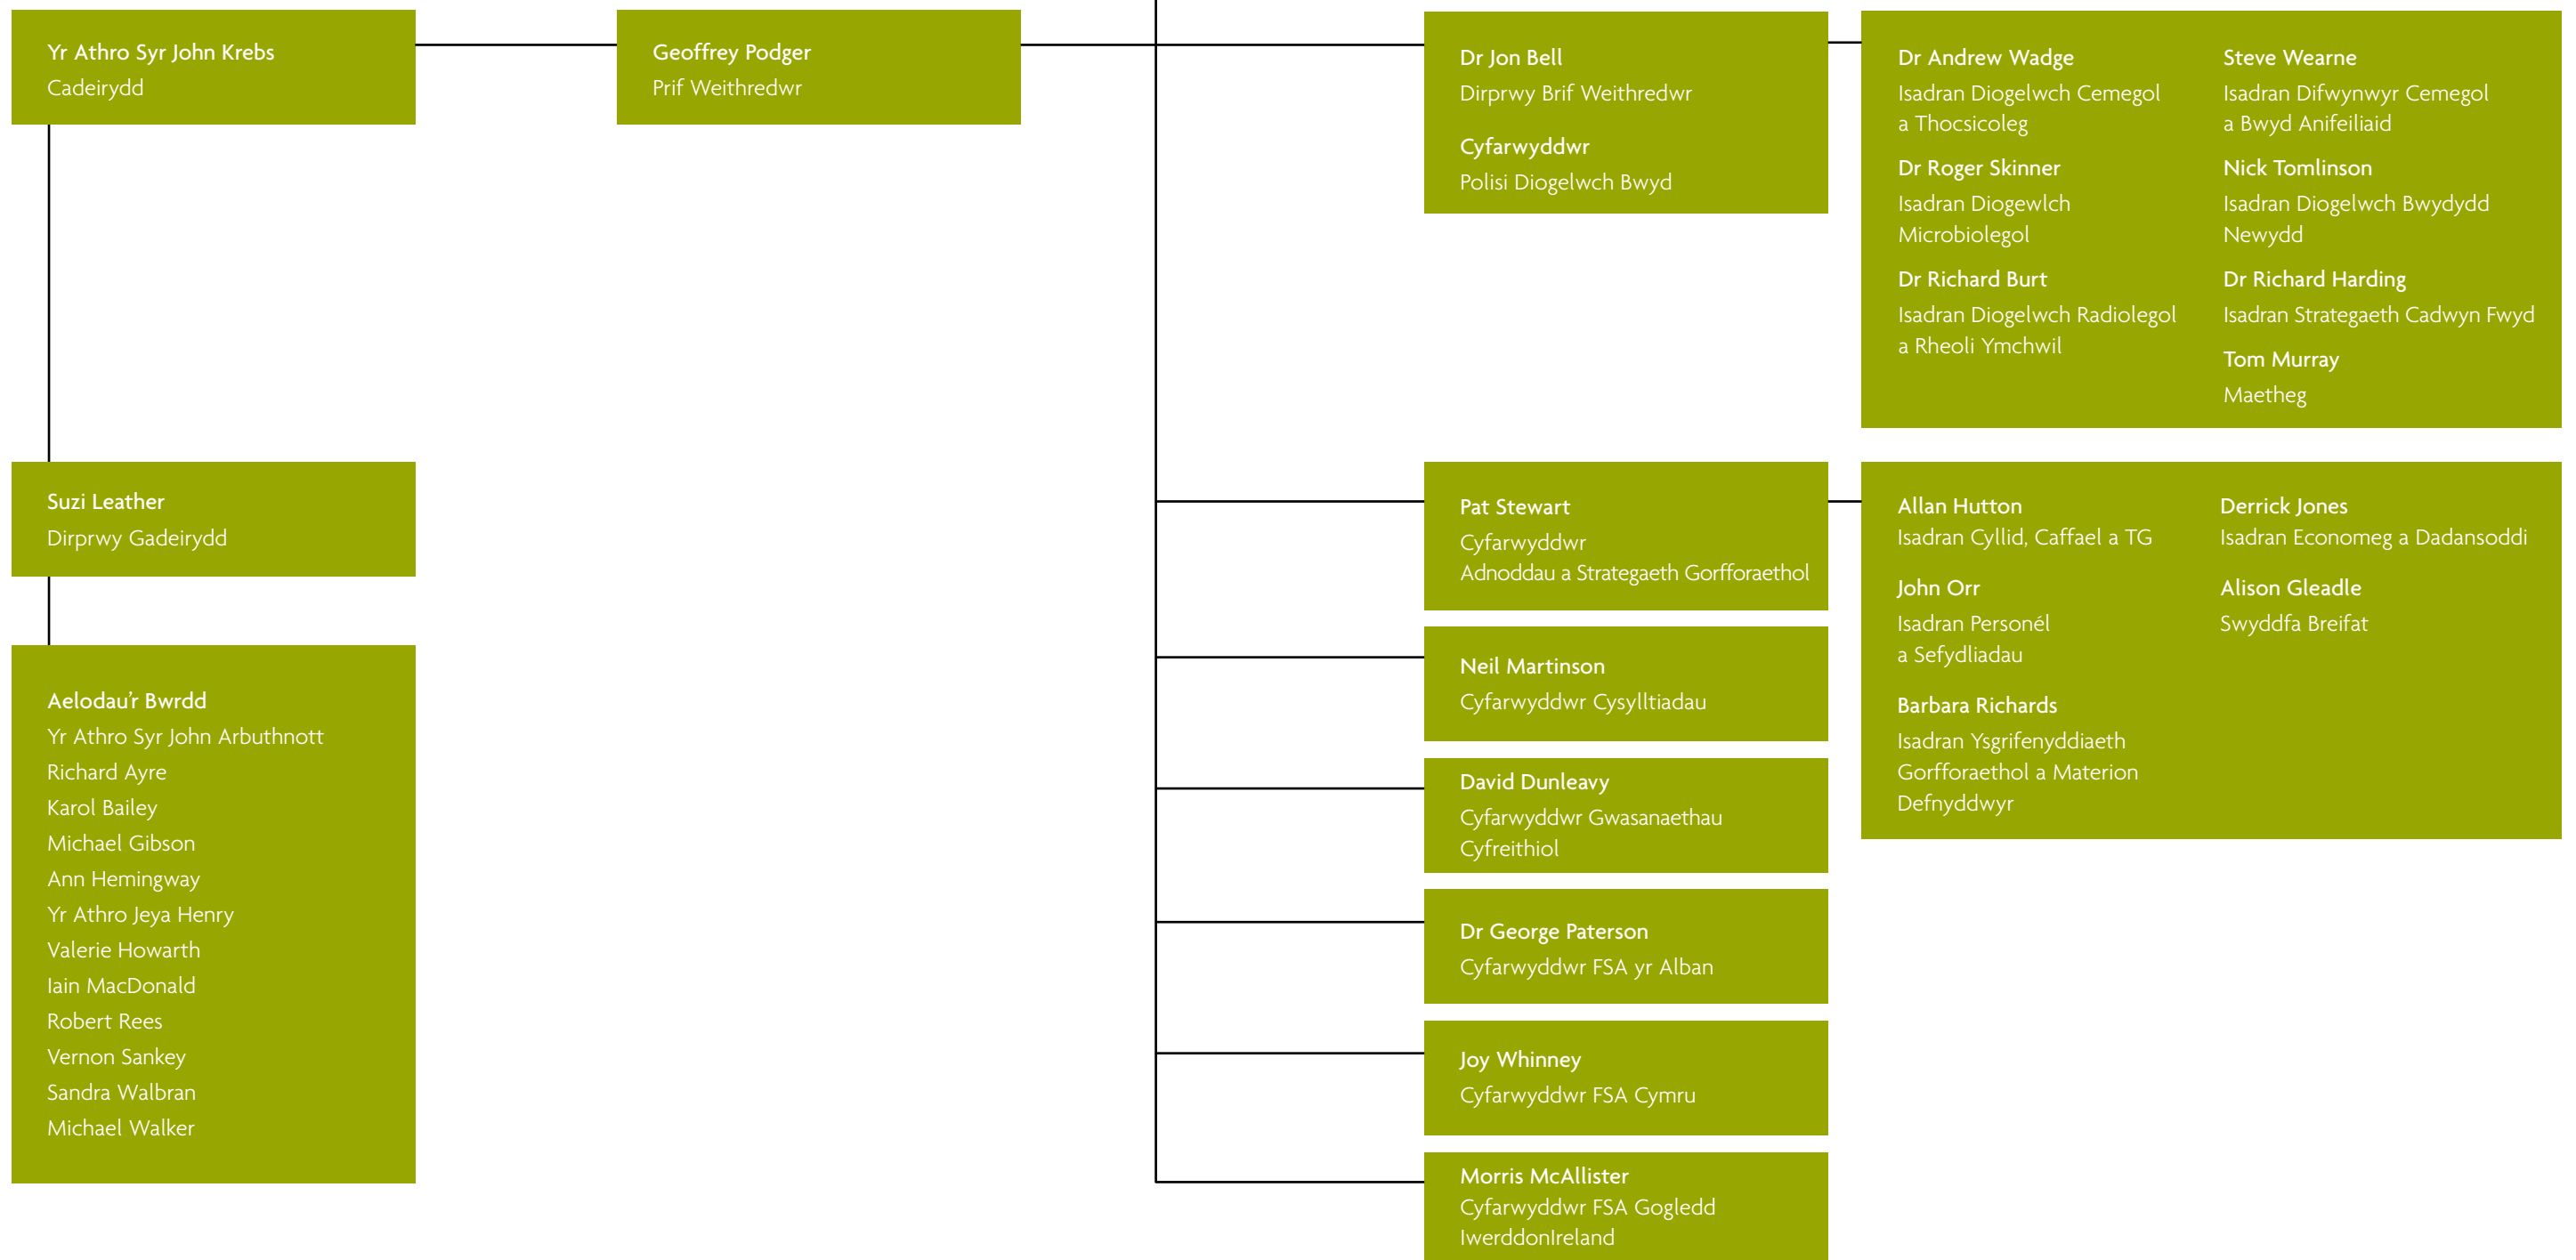 Yr Athro Syr John Krebs
Cadeirydd
Geoffrey Podger
Prif Weithredwr
Dr Jon Bell
Dirprwy Brif Weithredwr
Cyfarwyddwr
Polisi Diogelwch Bwyd
Dr Andrew Wadge
Isadran Diogelwch Cemegol
a Thocsicoleg
Dr Roger Skinner
Isadran Diogewlch
Microbiolegol
Dr Richard Burt
Isadran Diogelwch Radiolegol
a Rheoli Ymchwil
Steve Wearne
Isadran Difwynwyr Cemegol
a Bwyd Anifeiliaid
Nick Tomlinson
Isadran Diogelwch Bwydydd
Newydd
Dr Richard Harding
Isadran Strategaeth Cadwyn Fwyd
Tom Murray
Maetheg
Suzi Leather
Dirprwy Gadeirydd
Aelodau'r Bwrdd
Yr Athro Syr John Arbuthnott
Richard Ayre
Karol Bailey
Michael Gibson
Ann Hemingway
Yr Athro Jeya Henry
Valerie Howarth
Iain MacDonald
Robert Rees
Vernon Sankey
Sandra Walbran
Michael Walker
Pat Stewart
Cyfarwyddwr
Adnoddau a Strategaeth Gorfforaethol
Allan Hutton
Isadran Cyllid, Caffael a TG
John Orr
Isadran Personél
a Sefydliadau
Barbara Richards
Isadran Ysgrifenyddiaeth
Gorfforaethol a Materion
Defnyddwyr
Derrick Jones
Isadran Economeg a Dadansoddi
Alison Gleadle
Swyddfa Breifat
Neil Martinson
Cyfarwyddwr Cysylltiadau
David Dunleavy
Cyfarwyddwr Gwasanaethau
Cyfreithiol
Dr George Paterson
Cyfarwyddwr FSA yr Alban
Joy Whinney
Cyfarwyddwr FSA Cymru
Morris McAllister
Cyfarwyddwr FSA Gogledd
IwerddonIreland